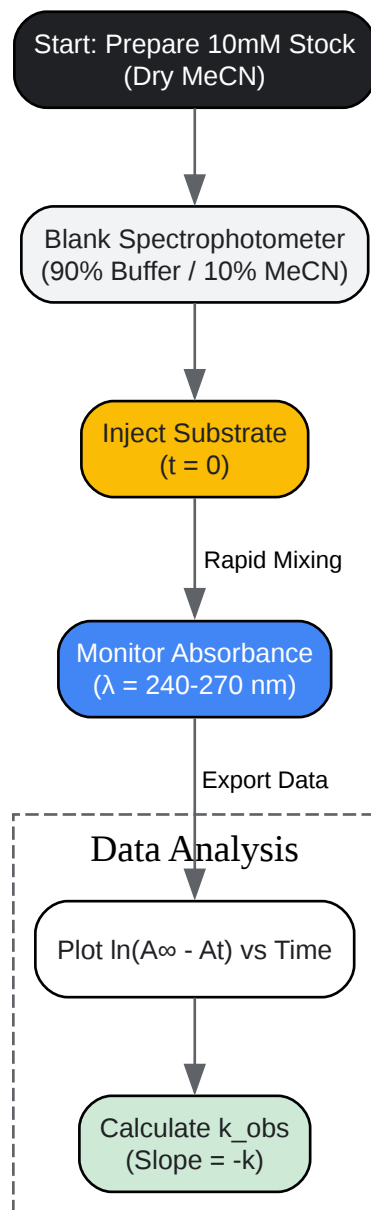 Start: Prepare 10mM Stock
(Dry MeCN)
Blank Spectrophotometer
(90% Buffer / 10% MeCN)
Inject Substrate
(t = 0)
Rapid Mixing
Monitor Absorbance
(λ = 240-270 nm)
Export Data
Data Analysis
Plot ln(A∞ - At) vs Time
Calculate k_obs
(Slope = -k)